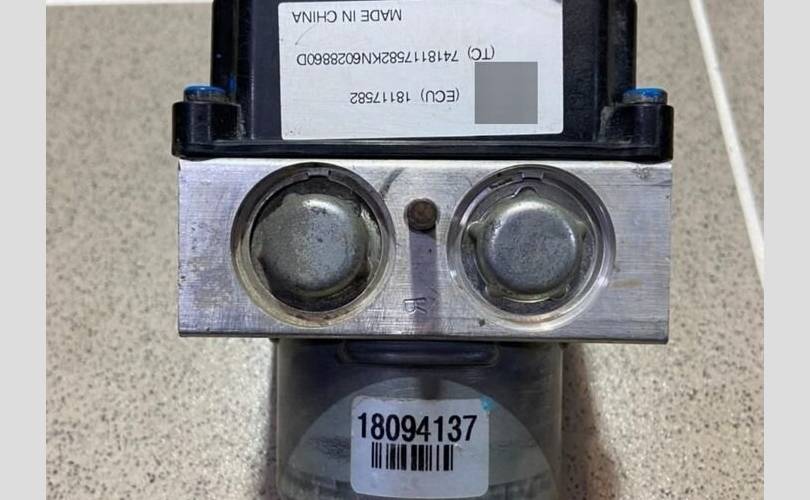 (ECU) 18117582
(TC) 7418117582KN6028860D
MADE IN CHINA
18094137